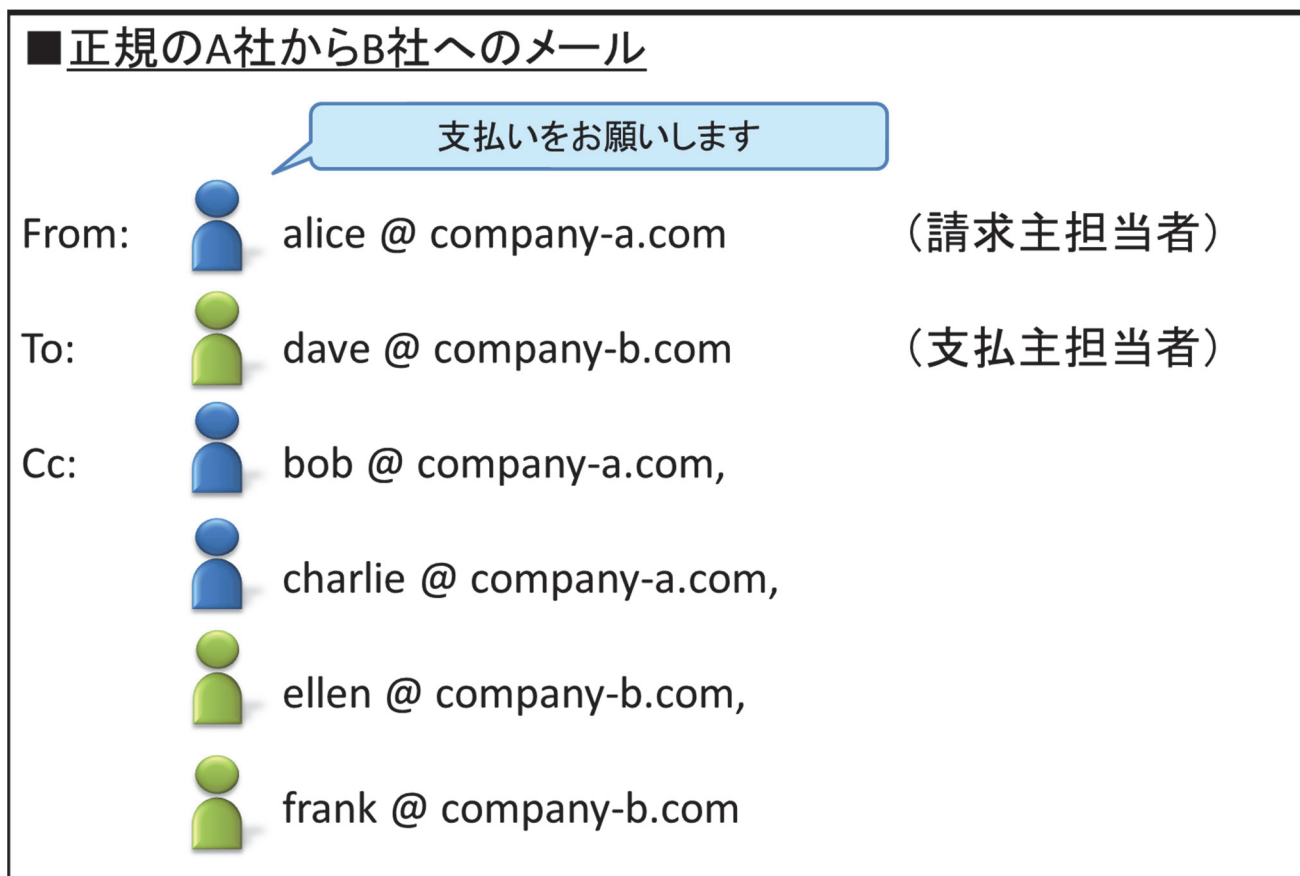 ■正規のA社からB社へのメール
支払いをお願いします
From: alice @ company-a.com （請求主担当者）
To: dave @ company-b.com （支払主担当者）
Cc: bob @ company-a.com,
charlie @ company-a.com,
ellen @ company-b.com,
frank @ company-b.com